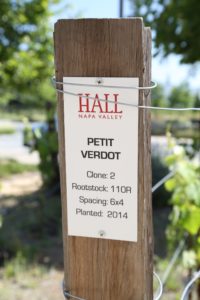 HALL
NAPA VALLEY
PETIT
VERDOT
Clone: 2
Rootstock: 110R
Spacing: 6x4
Planted: 2014